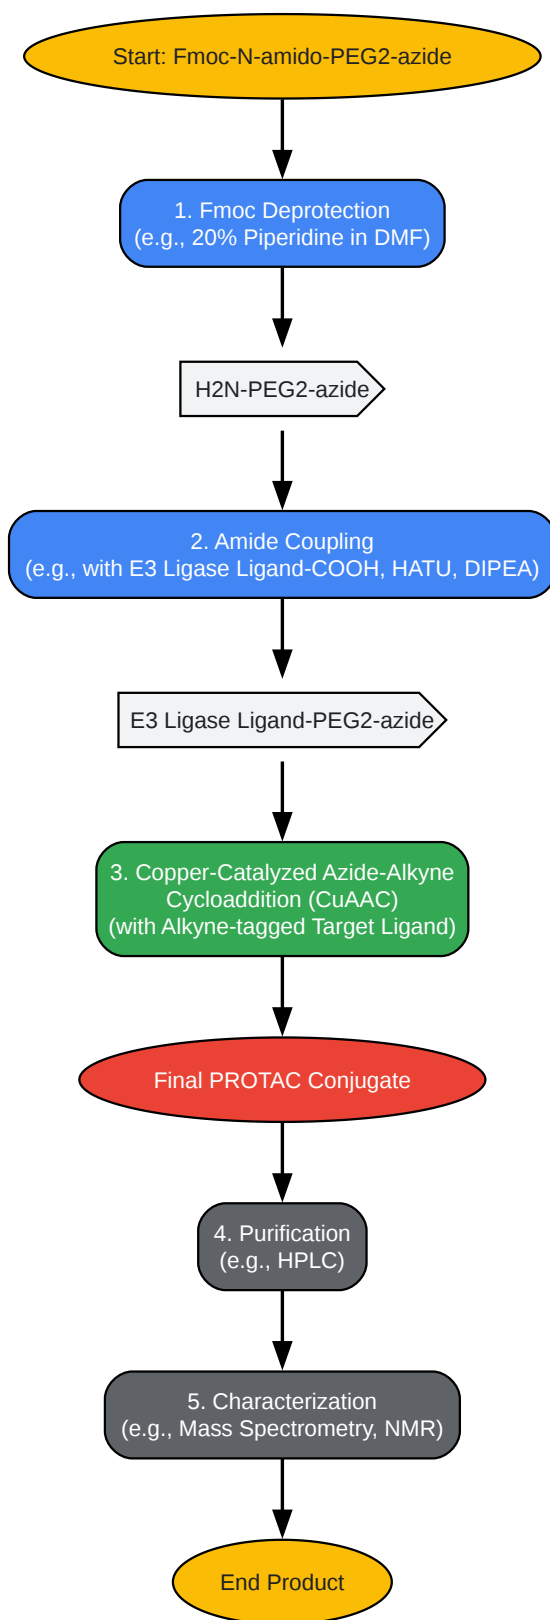 Start: Fmoc-N-amido-PEG2-azide
1. Fmoc Deprotection
(e.g., 20% Piperidine in DMF)
H2N-PEG2-azide
2. Amide Coupling
(e.g., with E3 Ligase Ligand-COOH, HATU, DIPEA)
E3 Ligase Ligand-PEG2-azide
3. Copper-Catalyzed Azide-Alkyne
Cycloaddition (CuAAC)
(with Alkyne-tagged Target Ligand)
Final PROTAC Conjugate
4. Purification
(e.g., HPLC)
5. Characterization
(e.g., Mass Spectrometry, NMR)
End Product